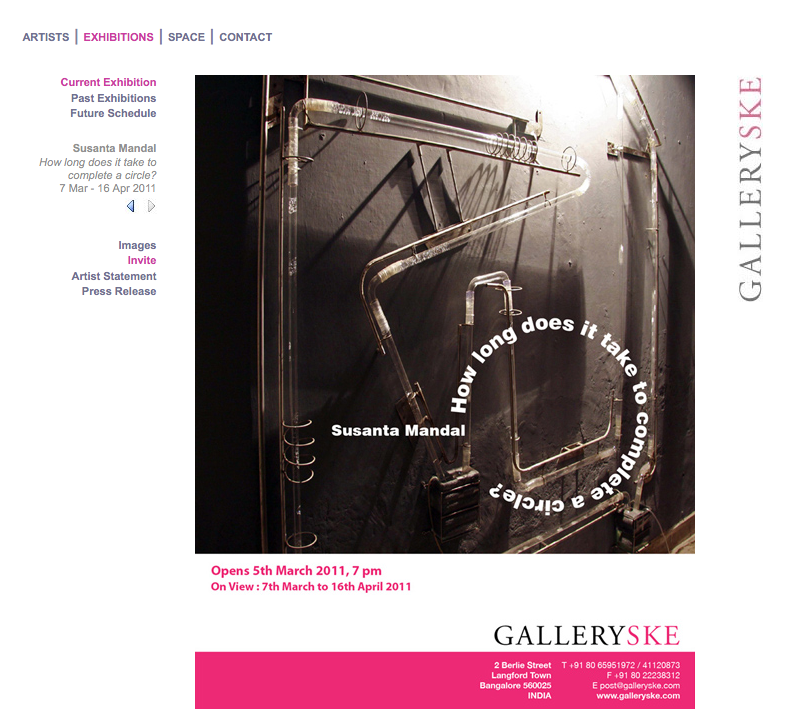 ARTISTS | EXHIBITIONS | SPACE | CONTACT
Current Exhibition
Past Exhibitions
Future Schedule
Susanta Mandal
How long does it take to
complete a circle?
7 Mar - 16 Apr 2011
Images
Invite
Artist Statement
Press Release
How long does it take to complete a circle?
Susanta Mandal
Opens 5th March 2011, 7 pm
On View : 7th March to 16th April 2011
GALLERYSKE
2 Berlie Street T +91 80 65951972 / 41120873
Langford Town F +91 80 22238312
Bangalore 560025 E post@galleryske.com
INDIA www.galleryske.com
GALLERYSKE